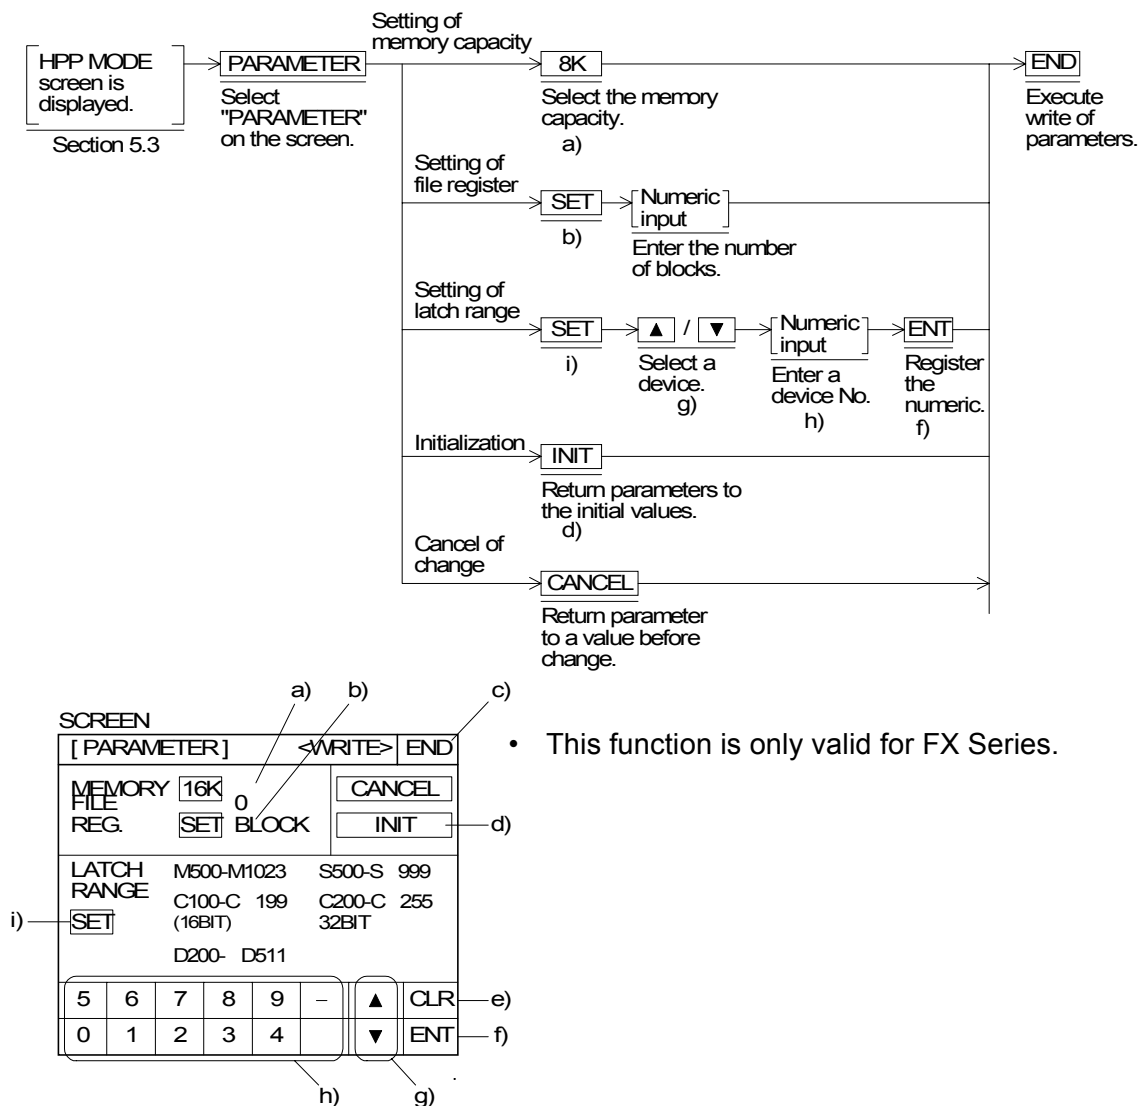 Setting of
memory capacity
HPP MODE
screen is
displayed.
Section 5.3
PARAMETER
Select
"PARAMETER"
on the screen.
8K
Select the memory
capacity.
a)
END
Execute
write of
parameters.
Setting of
file register
SET
b)
Numeric
input
Enter the number
of blocks.
Setting of
latch range
SET
i)
▲ / ▼
Select a
device.
g)
Numeric
input
Enter a
device No.
h)
ENT
Register
the
numeric.
f)
Initialization
INIT
Return parameters to
the initial values.
d)
Cancel of
change
CANCEL
Return parameter
to a value before
change.
a) b) c)
SCREEN
[ PARAMETER ] <WRITE> END
MEMORY 16K CANCEL
FILE 0
REG. SET BLOCK INIT
d)
LATCH M500-M1023 S500-S 999
RANGE
C100-C 199 C200-C 255
i) SET (16BIT) 32BIT
D200- D511
5 6 7 8 9 – ▲ CLR e)
0 1 2 3 4 ▼ ENT f)
h) g)
• This function is only valid for FX Series.